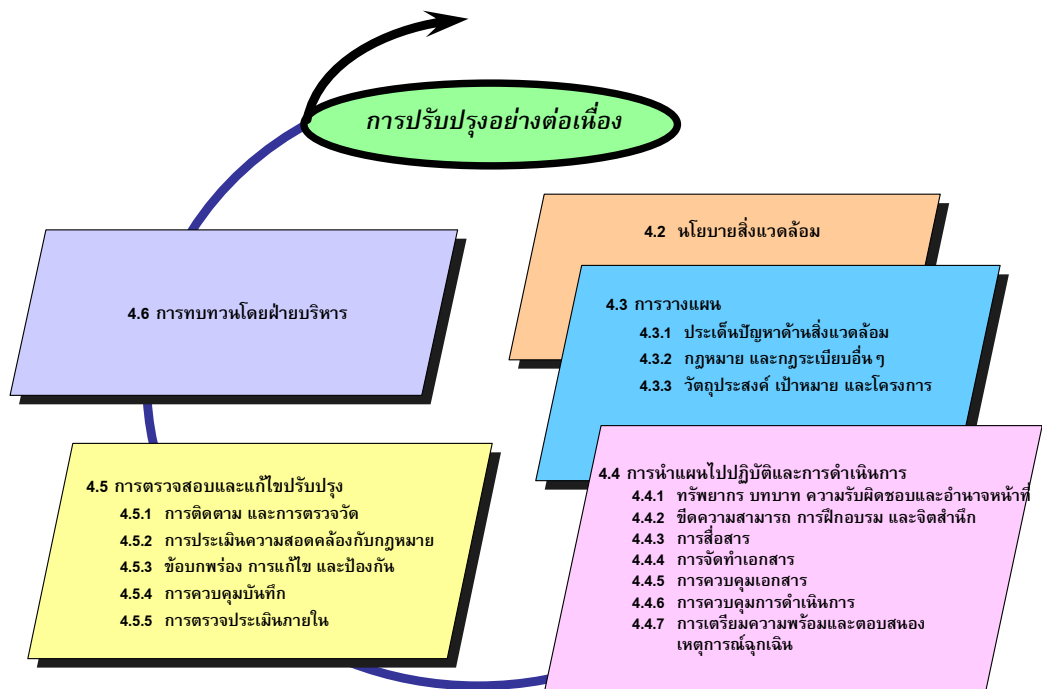 การปรับปรุงอย่างต่อเนื่อง
4.2 นโยบายสิ่งแวดล้อม
4.3 การวางแผน
4.3.1 ประเด็นปัญหาด้านสิ่งแวดล้อม
4.3.2 กฎหมาย และกฎระเบียบอื่น ๆ
4.3.3 วัตถุประสงค์ เป้าหมาย และโครงการ
4.4 การนำแผนไปปฏิบัติและการดำเนินการ
4.4.1 ทรัพยากร บทบาท ความรับผิดชอบและอำนาจหน้าที่
4.4.2 ขีดความสามารถ การฝึกอบรม และจิตสำนึก
4.4.3 การสื่อสาร
4.4.4 การจัดทำเอกสาร
4.4.5 การควบคุมเอกสาร
4.4.6 การควบคุมการดำเนินการ
4.4.7 การเตรียมความพร้อมและตอบสนอง
เหตุการณ์ฉุกเฉิน
4.5 การตรวจสอบและแก้ไขปรับปรุง
4.5.1 การติดตาม และการตรวจวัด
4.5.2 การประเมินความสอดคล้องกับกฎหมาย
4.5.3 ข้อบกพร่อง การแก้ไข และป้องกัน
4.5.4 การควบคุมบันทึก
4.5.5 การตรวจประเมินภายใน
4.6 การทบทวนโดยฝ่ายบริหาร